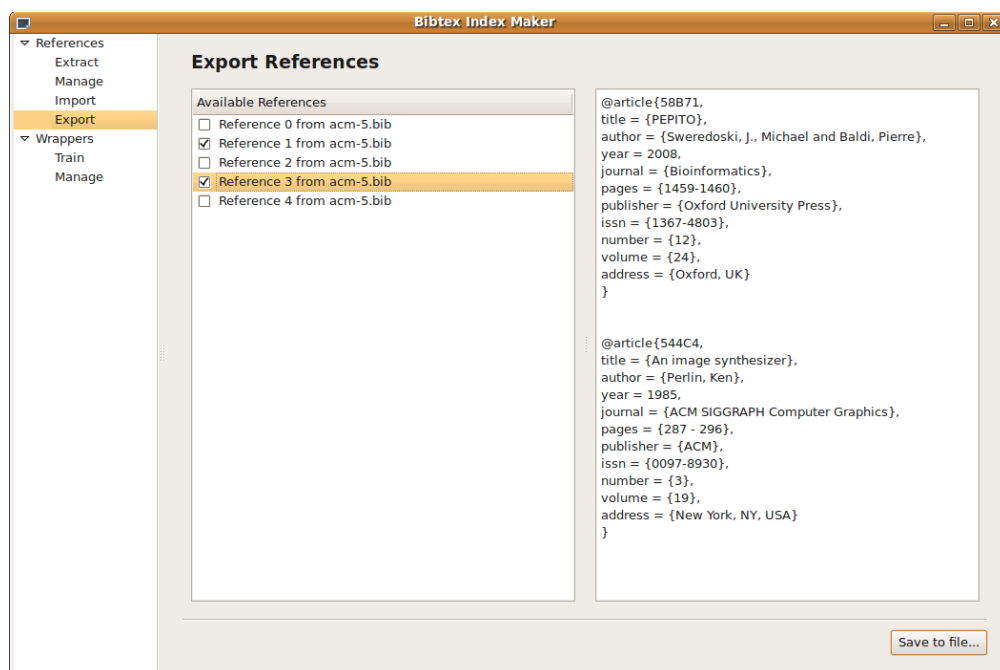 Bibtex Index Maker
References
Extract
Manage
Import
Export
Wrappers
Train
Manage
Export References
Available References
Reference 0 from acm-5.bib
Reference 1 from acm-5.bib
Reference 2 from acm-5.bib
Reference 3 from acm-5.bib
Reference 4 from acm-5.bib
@article{58B71,
title = {PEPITO},
author = {Sweredoski, J., Michael and Baldi, Pierre},
year = 2008,
journal = {Bioinformatics},
pages = {1459-1460},
publisher = {Oxford University Press},
issn = {1367-4803},
number = {12},
volume = {24},
address = {Oxford, UK}
}
@article{544C4,
title = {An image synthesizer},
author = {Perlin, Ken},
year = 1985,
journal = {ACM SIGGRAPH Computer Graphics},
pages = {287 - 296},
publisher = {ACM},
issn = {0097-8930},
number = {3},
volume = {19},
address = {New York, NY, USA}
}
Save to file...